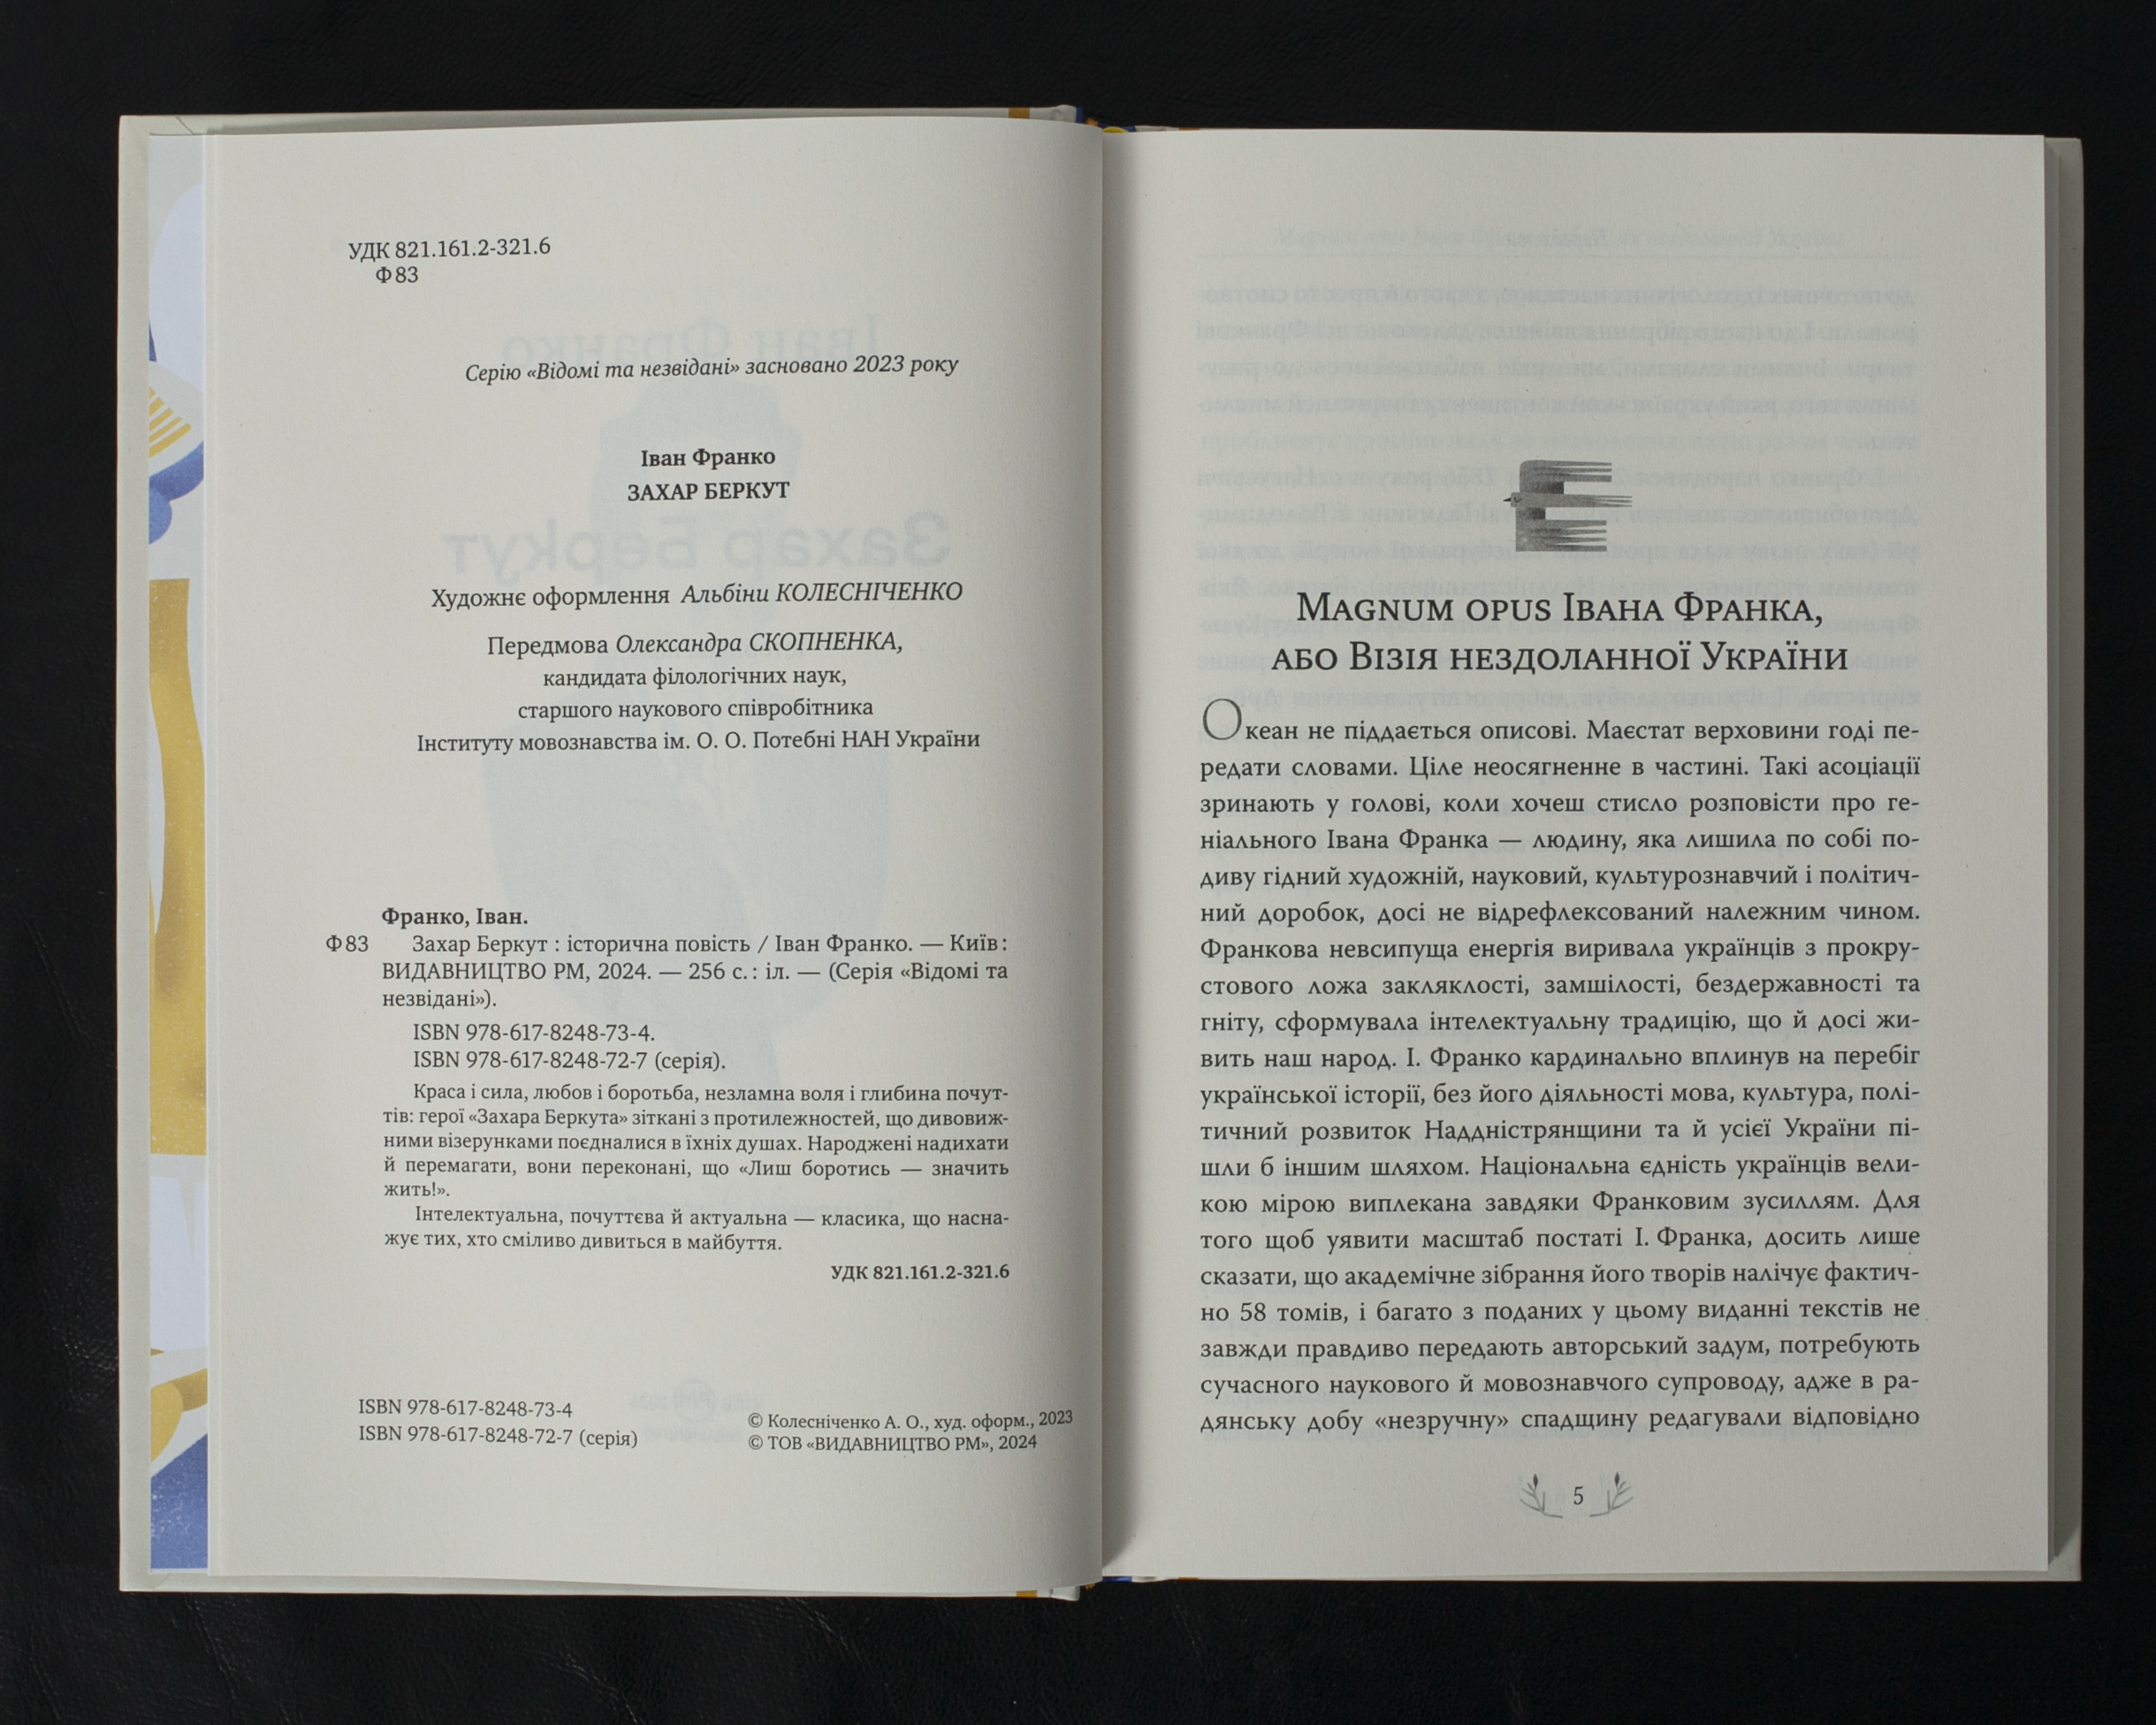 УДК 821.161.2-321.6
Ф 83
Серію «Відомі та незвідані» засновано 2023 року
Іван Франко
ЗАХАР БЕРКУТ
Художнє оформлення Альбіни КОЛЕСНІЧЕНКО
Передмова Олександра СКОПНЕНКА,
кандидата філологічних наук,
старшого наукового співробітника
Інституту мовознавства ім. О. О. Потебні НАН України
Франко, Іван.
Ф 83 Захар Беркут : історична повість / Іван Франко. — Київ :
ВИДАВНИЦТВО РМ, 2024. — 256 с. : іл. — (Серія «Відомі та
незвідані»).
ISBN 978-617-8248-73-4.
ISBN 978-617-8248-72-7 (серія).
Краса і сила, любов і боротьба, незламна воля і глибина почут-
тів: герої «Захара Беркута» зіткані з протилежностей, що дивовиж-
ними візерунками поєдналися в їхніх душах. Народжені надихати
й перемагати, вони переконані, що «Лиш боротись — значить
жить!».
Інтелектуальна, почуттєва й актуальна — класика, що насна-
жує тих, хто сміливо дивиться в майбуття.
УДК 821.161.2-321.6
ISBN 978-617-8248-73-4
ISBN 978-617-8248-72-7 (серія)
© Колесніченко А. О., худ. оформ., 2023
© ТОВ «ВИДАВНИЦТВО РМ», 2024
Magnum opus Івана Франка,
або Візія нездоланної України
Океан не піддається описові. Маєстат верховини годі пе-
редати словами. Ціле неосягненне в частині. Такі асоціації
зринають у голові, коли хочеш стисло розповісти про ге-
ніального Івана Франка — людину, яка лишила по собі по-
диву гідний художній, науковий, культурознавчий і політич-
ний доробок, досі не відрефлексований належним чином.
Франкова невсипуща енергія виривала українців з прокру-
стового ложа закляклості, замшілості, бездержавності та
гніту, сформувала інтелектуальну традицію, що й досі жи-
вить наш народ. І. Франко кардинально вплинув на перебіг
української історії, без його діяльності мова, культура, полі-
тичний розвиток Наддністрянщини та й усієї України пі-
шли б іншим шляхом. Національна єдність українців вели-
кою мірою виплекана завдяки Франковим зусиллям. Для
того щоб уявити масштаб постаті І. Франка, досить лише
сказати, що академічне зібрання його творів налічує фактич-
но 58 томів, і багато з поданих у цьому виданні текстів не
завжди правдиво передають авторський задум, потребують
сучасного наукового й мовознавчого супроводу, адже в ра-
дянську добу «незручну» спадщину редагували відповідно
5